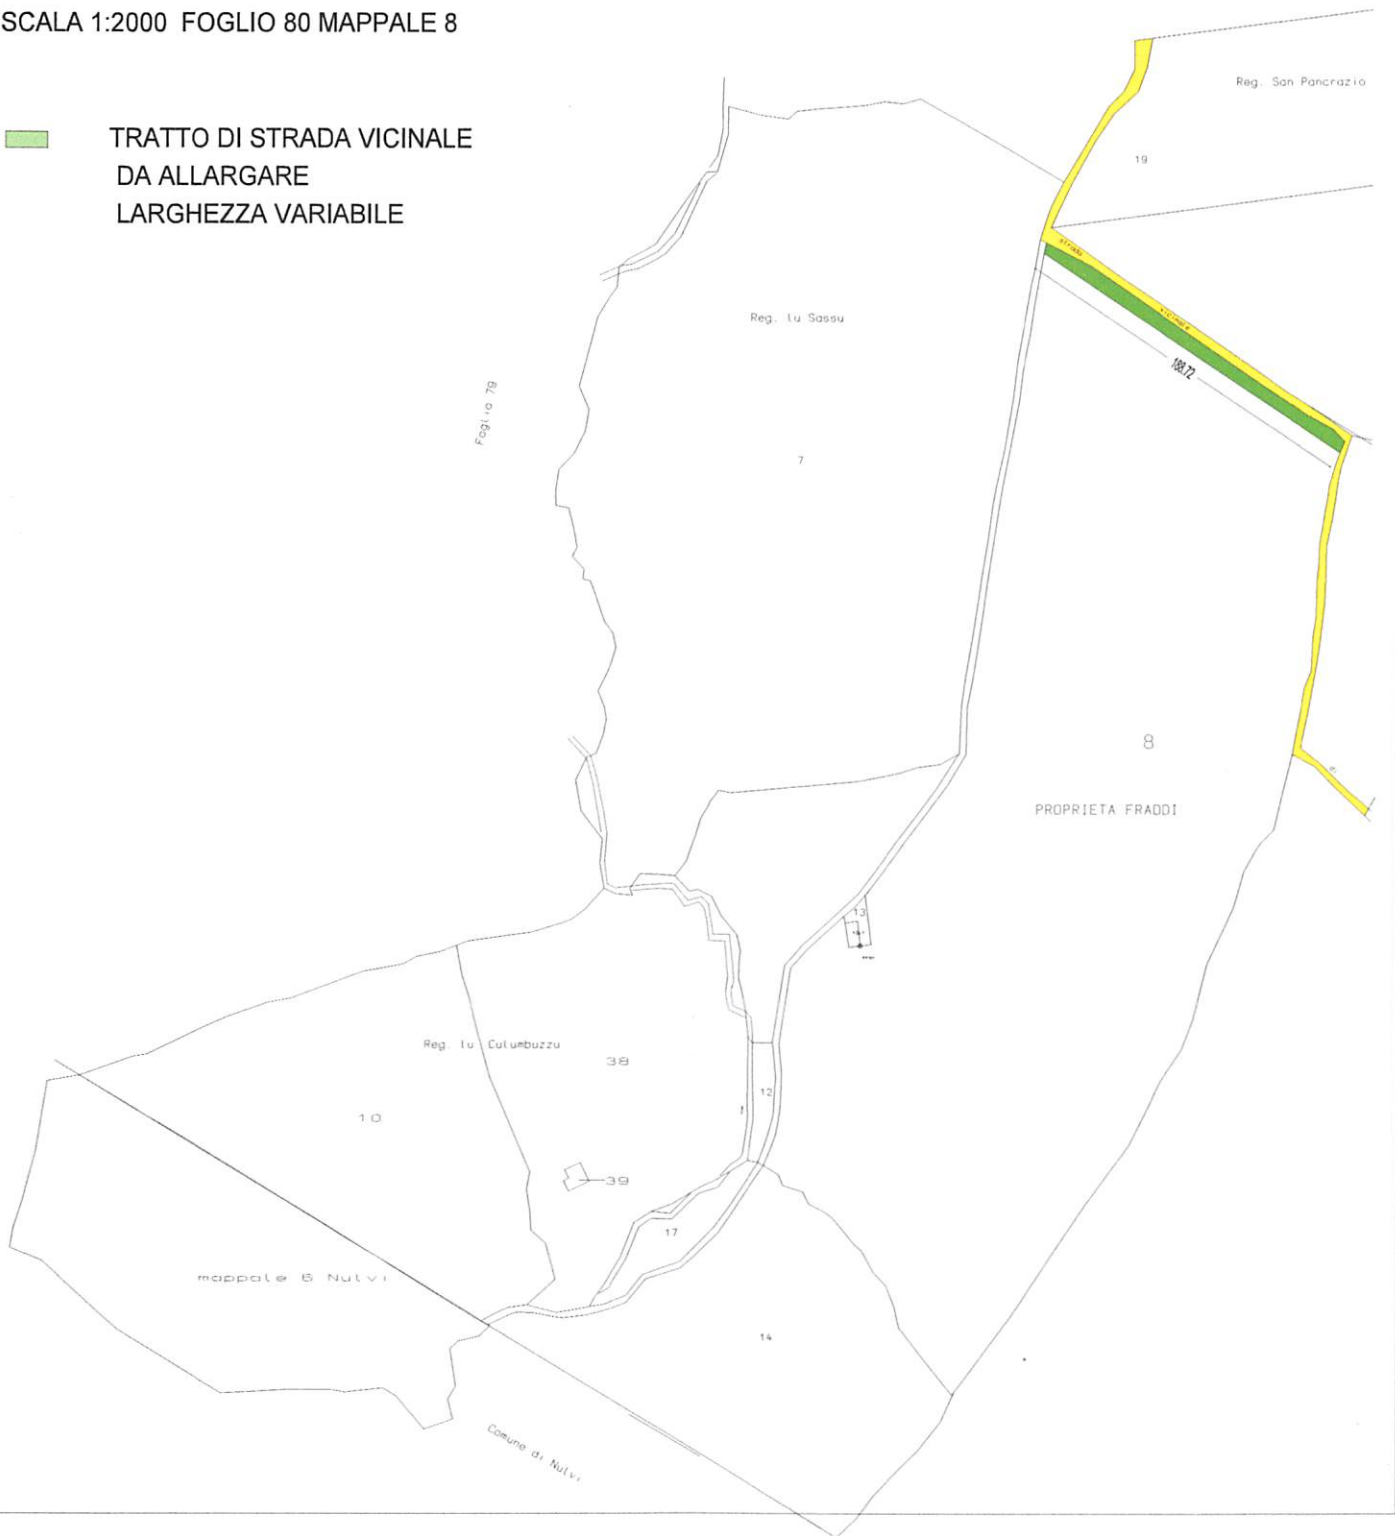 SCALA 1:2000 FOGLIO 80 MAPPALE 8
Reg. San Pancrazio
TRATTO DI STRADA VICINALE
DA ALLARGARE
LARGHEZZA VARIABILE
19
strada
vicinale
Reg. lu Sassu
188.72
Foglio 79
7
8
PROPRIETA FRADDI
di
13
Reg. lu Culumbuzzu
38
12
10
39
17
mappale 6 Nulvi
14
Comune di Nulvi